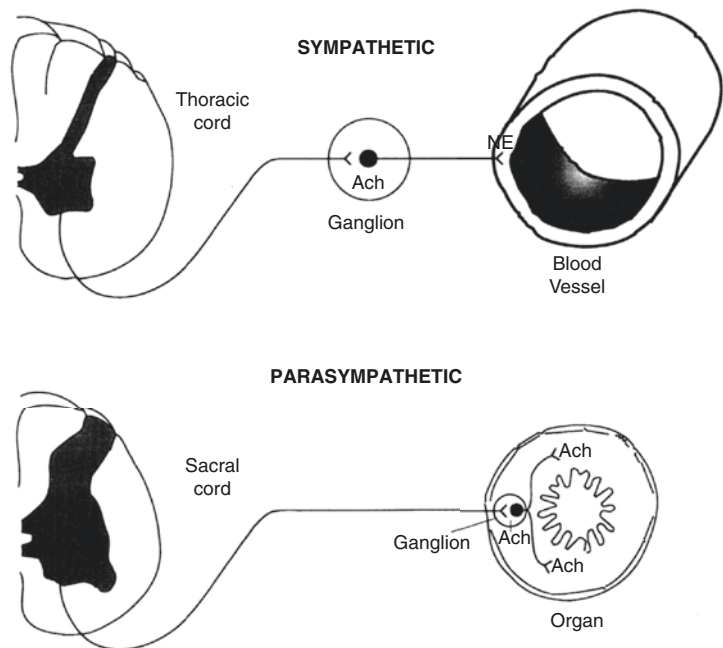 SYMPATHETIC
Thoracic
cord
NE
Ach
Ganglion
Blood
Vessel
PARASYMPATHETIC
Sacral
cord
Ach
Ganglion
Ach
Ach
Organ